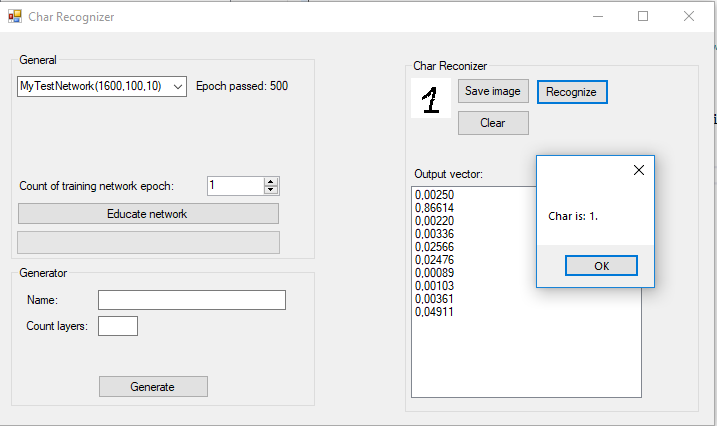 Char Recognizer
General
MyTestNetwork(1600,100,10)
Epoch passed: 500
Count of training network epoch:
1
Educate network
Generator
Name:
Count layers:
Generate
Char Reconizer
1
Save image
Recognize
Clear
Output vector:
0,00250
0,86614
0,00220
0,00336
0,02566
0,02476
0,00089
0,00103
0,00361
0,04911
Char is: 1.
OK